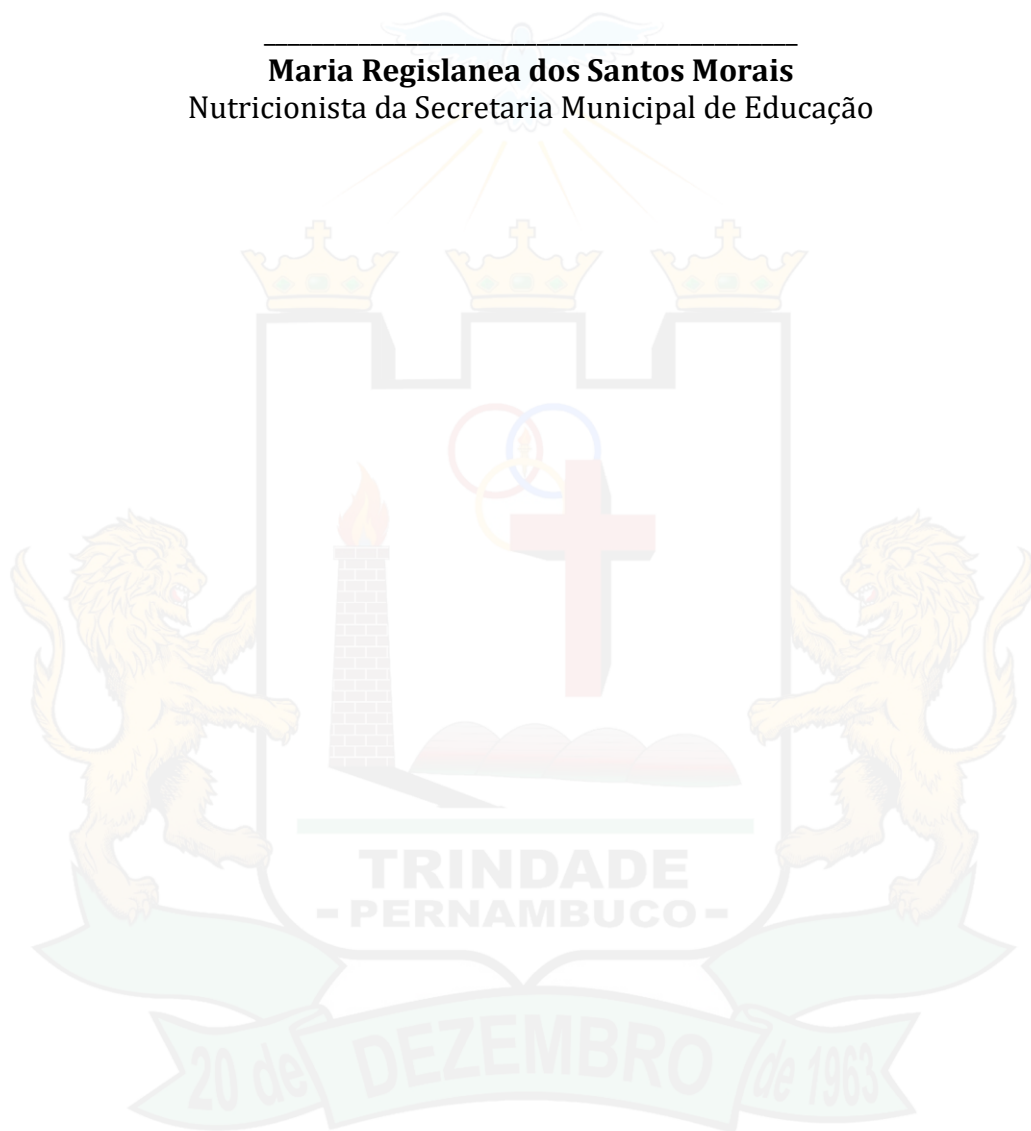 Maria Regislanea dos Santos Morais
Nutricionista da Secretaria Municipal de Educação
TRINDADE
- PERNAMBUCO -
20 de DEZEMBRO de 1963